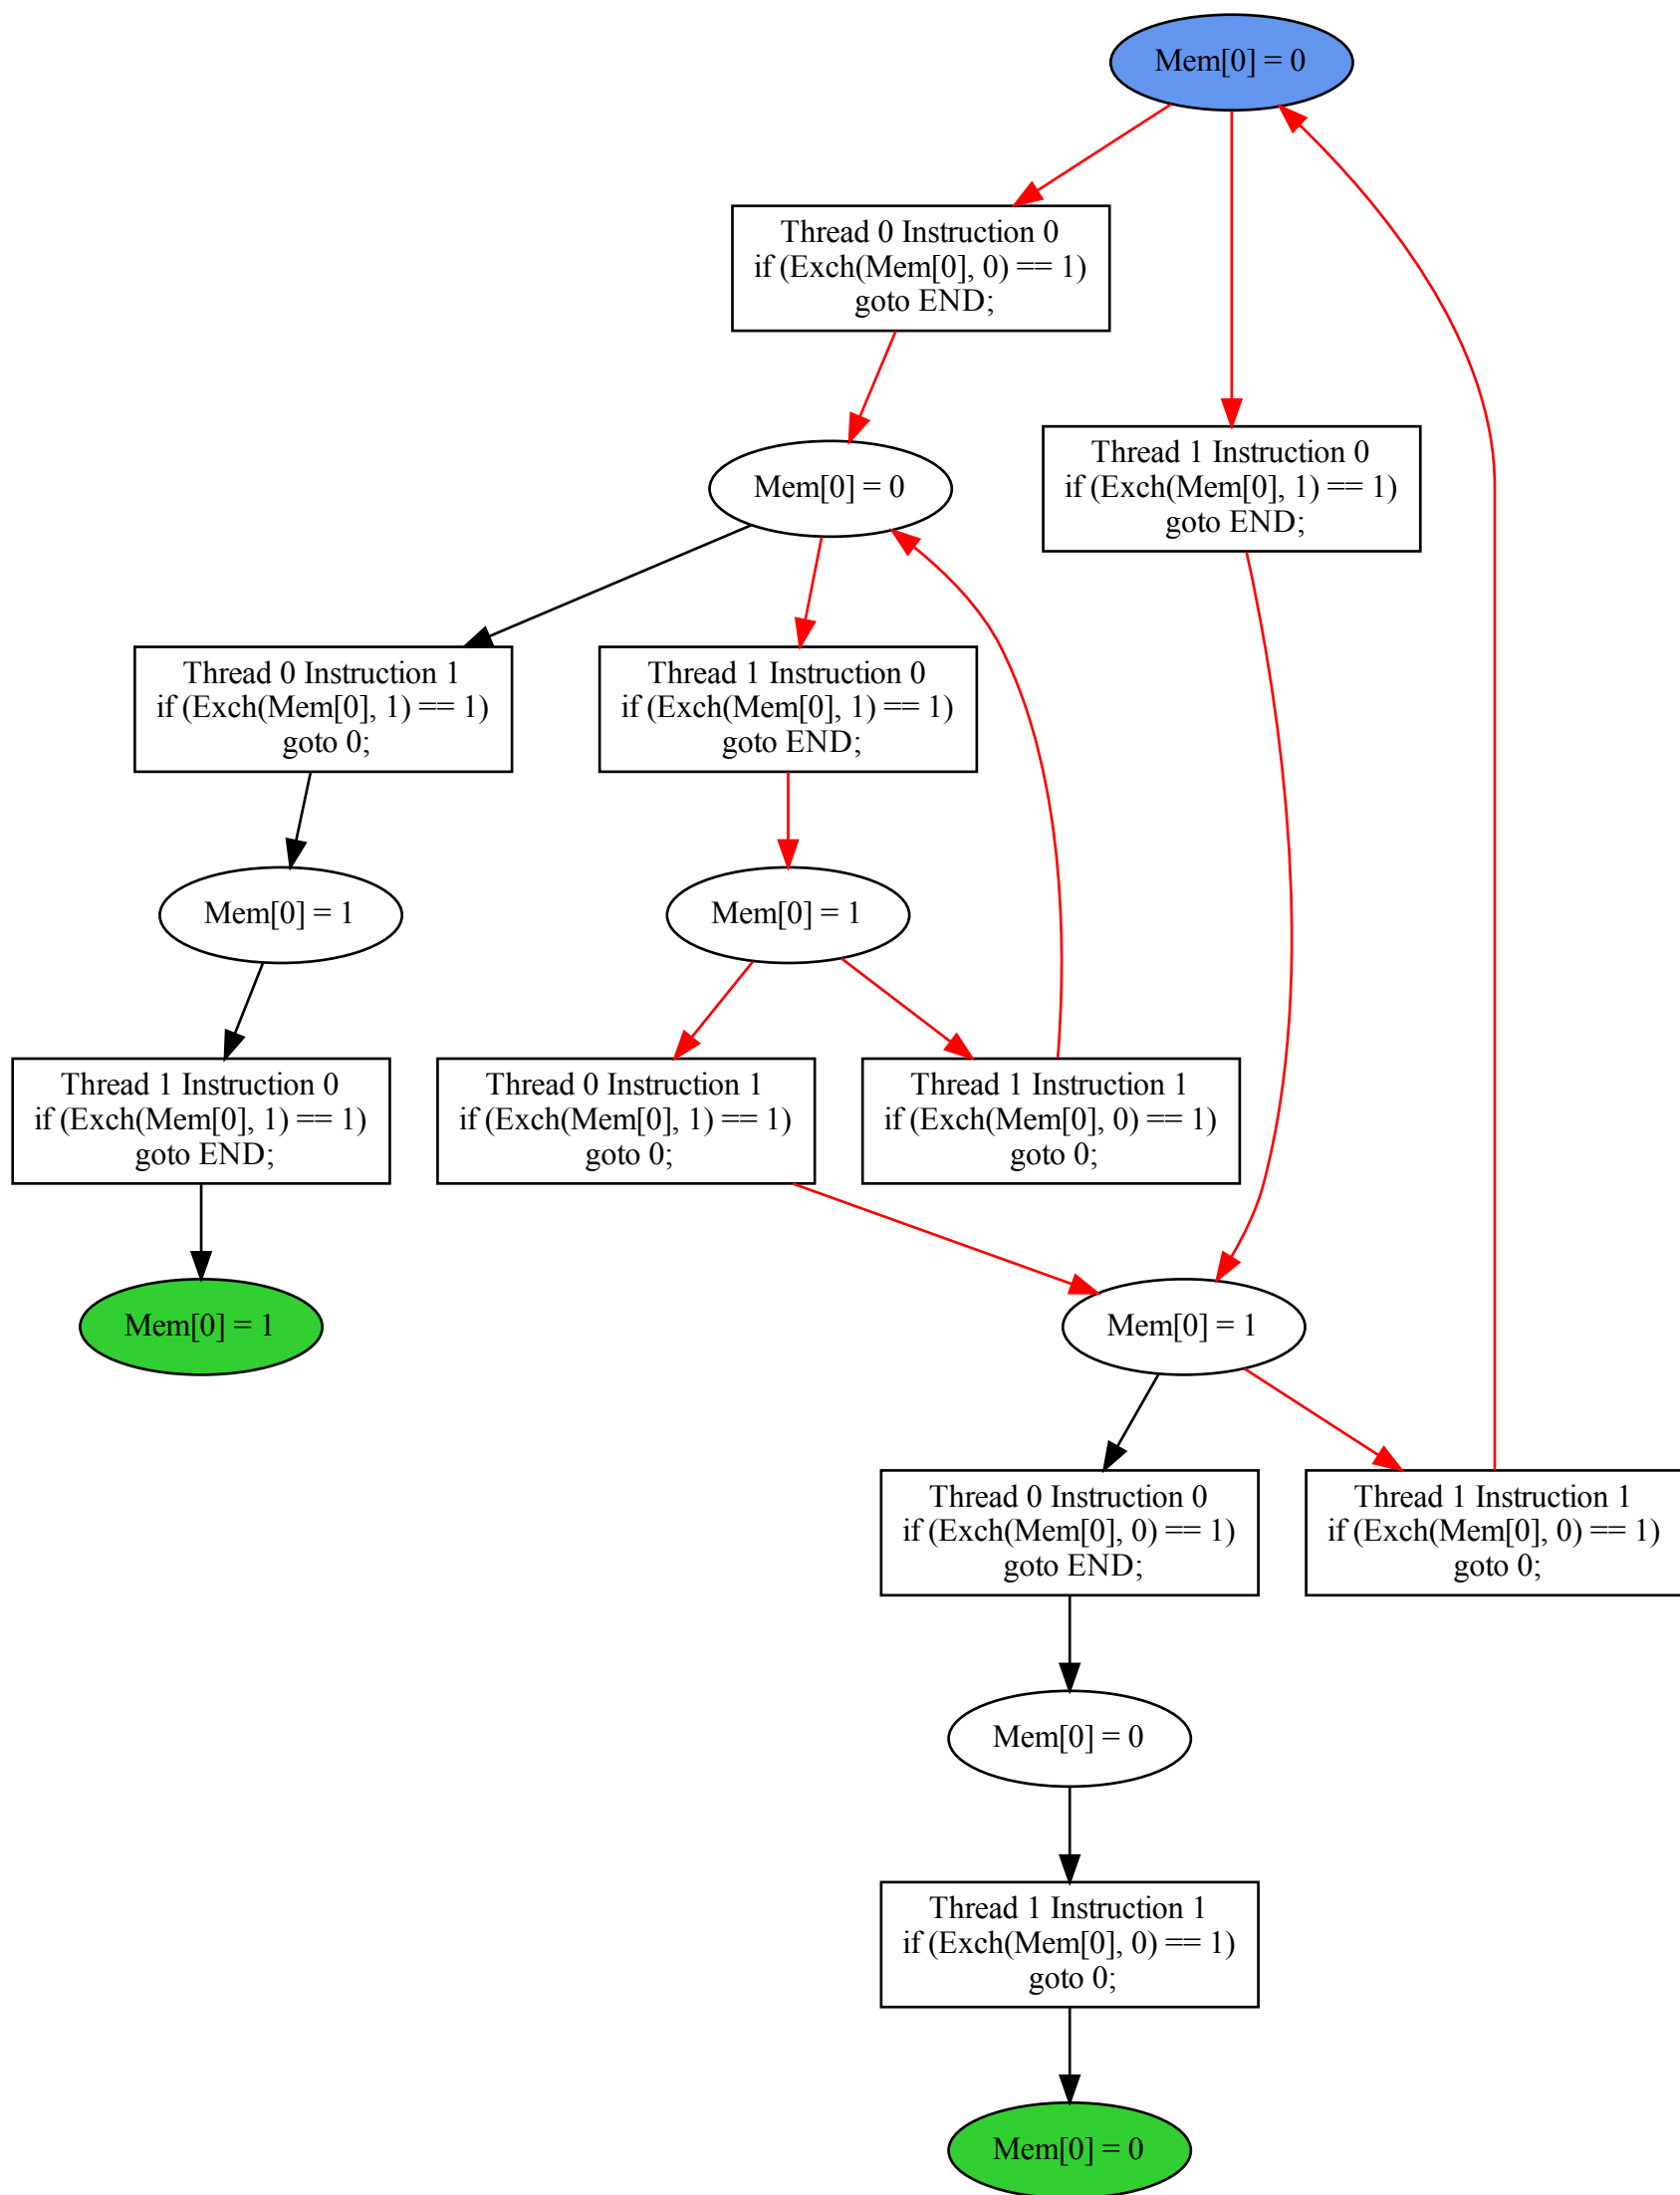 Mem[0] = 0
Thread 0 Instruction 0
if (Exch(Mem[0], 0) == 1)
goto END;
Thread 1 Instruction 0
if (Exch(Mem[0], 1) == 1)
goto END;
Mem[0] = 0
Thread 0 Instruction 1
if (Exch(Mem[0], 1) == 1)
goto 0;
Thread 1 Instruction 0
if (Exch(Mem[0], 1) == 1)
goto END;
Mem[0] = 1
Mem[0] = 1
Thread 1 Instruction 0
if (Exch(Mem[0], 1) == 1)
goto END;
Thread 0 Instruction 1
if (Exch(Mem[0], 1) == 1)
goto 0;
Thread 1 Instruction 1
if (Exch(Mem[0], 0) == 1)
goto 0;
Mem[0] = 1
Mem[0] = 1
Thread 0 Instruction 0
if (Exch(Mem[0], 0) == 1)
goto END;
Thread 1 Instruction 1
if (Exch(Mem[0], 0) == 1)
goto 0;
Mem[0] = 0
Thread 1 Instruction 1
if (Exch(Mem[0], 0) == 1)
goto 0;
Mem[0] = 0